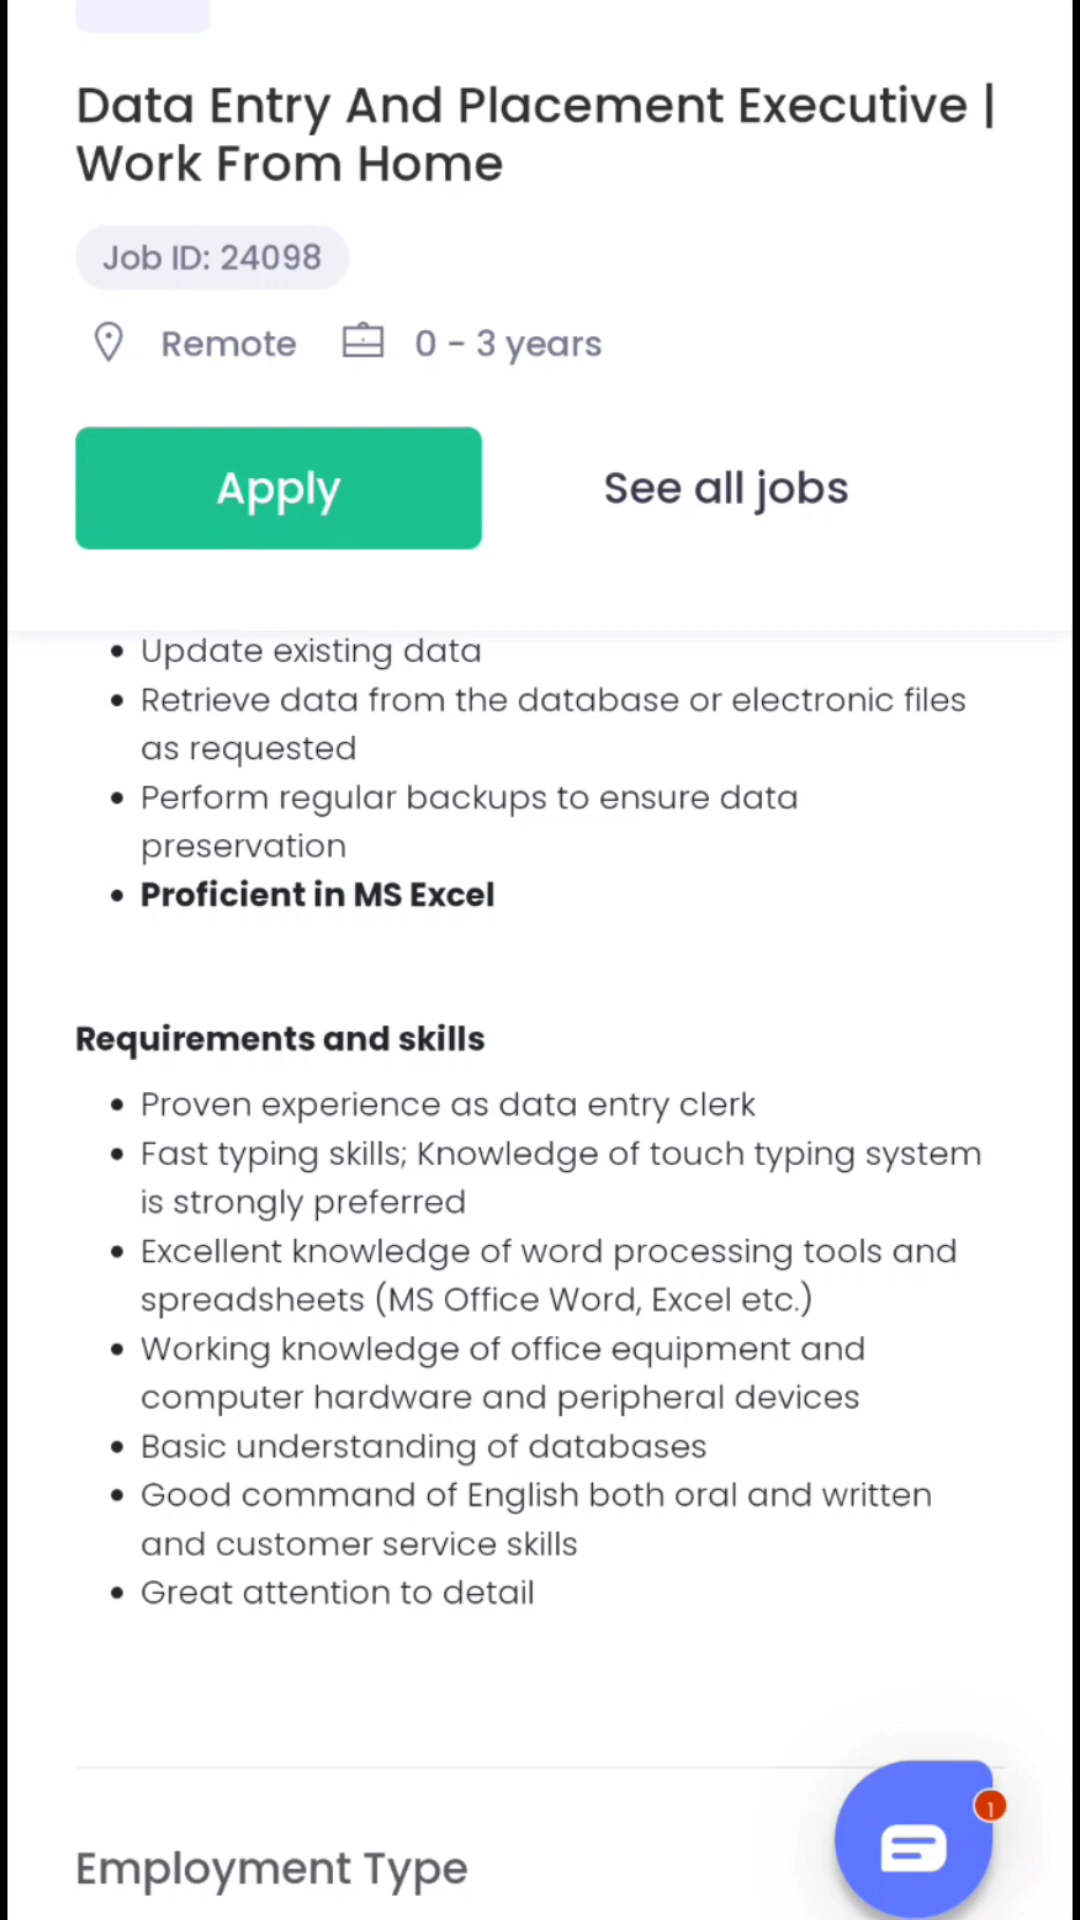 Data Entry And Placement Executive |
Work From Home
Job ID: 24098
Remote 0 - 3 years
Apply See all jobs
Update existing data
Retrieve data from the database or electronic files
as requested
Perform regular backups to ensure data
preservation
Proficient in MS Excel
Requirements and skills
Proven experience as data entry clerk
Fast typing skills; Knowledge of touch typing system
is strongly preferred
Excellent knowledge of word processing tools and
spreadsheets (MS Office Word, Excel etc.)
Working knowledge of office equipment and
computer hardware and peripheral devices
Basic understanding of databases
Good command of English both oral and written
and customer service skills
Great attention to detail
1
Employment Type